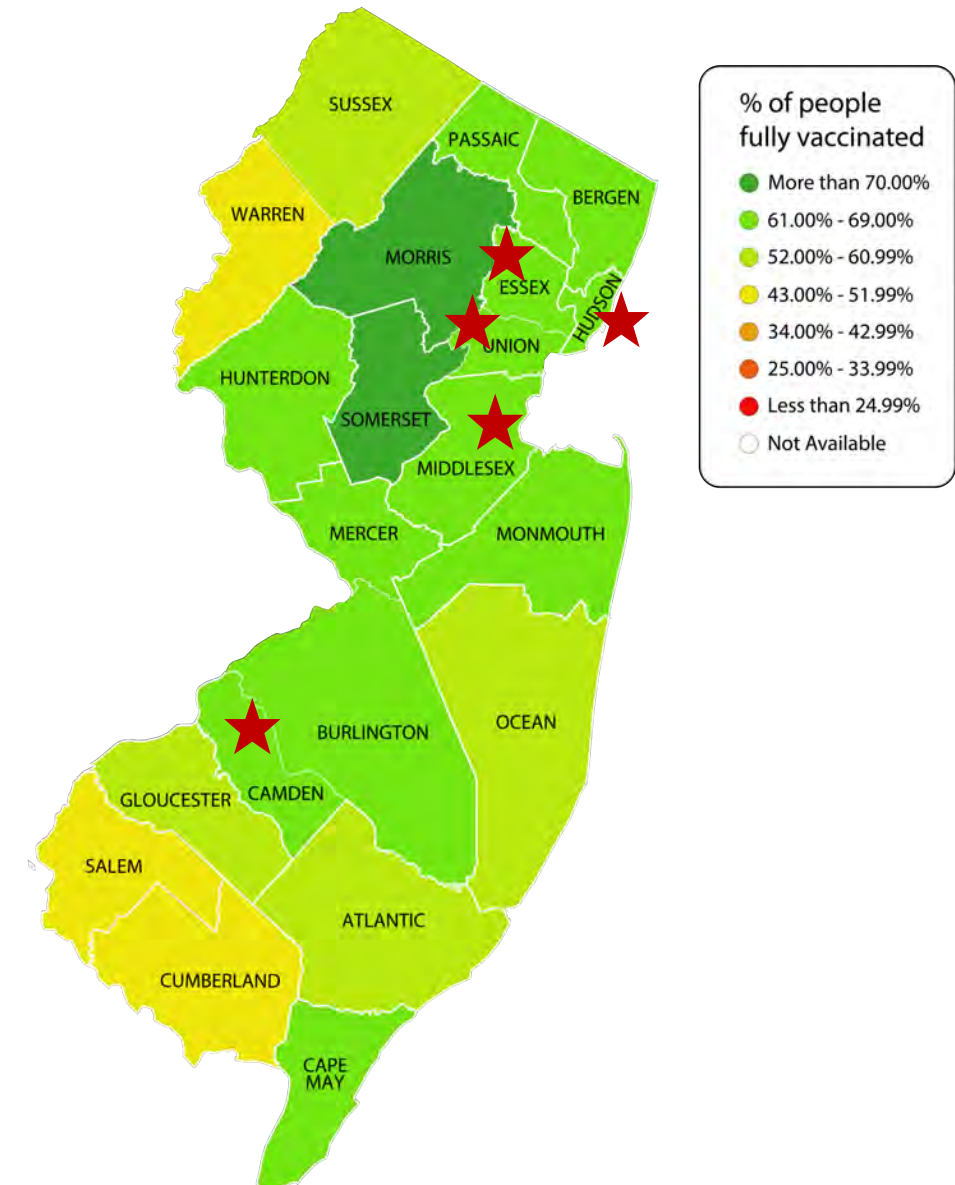 SUSSEX
PASSAIC
BERGEN
WARREN
MORRIS
ESSEX
HUDSON
UNION
HUNTERDON
SOMERSET
MIDDLESEX
MERCER
MONMOUTH
OCEAN
BURLINGTON
CAMDEN
GLOUCESTER
SALEM
ATLANTIC
CUMBERLAND
CAPE
MAY
% of people
fully vaccinated
More than 70.00%
61.00% - 69.00%
52.00% - 60.99%
43.00% - 51.99%
34.00% - 42.99%
25.00% - 33.99%
Less than 24.99%
Not Available